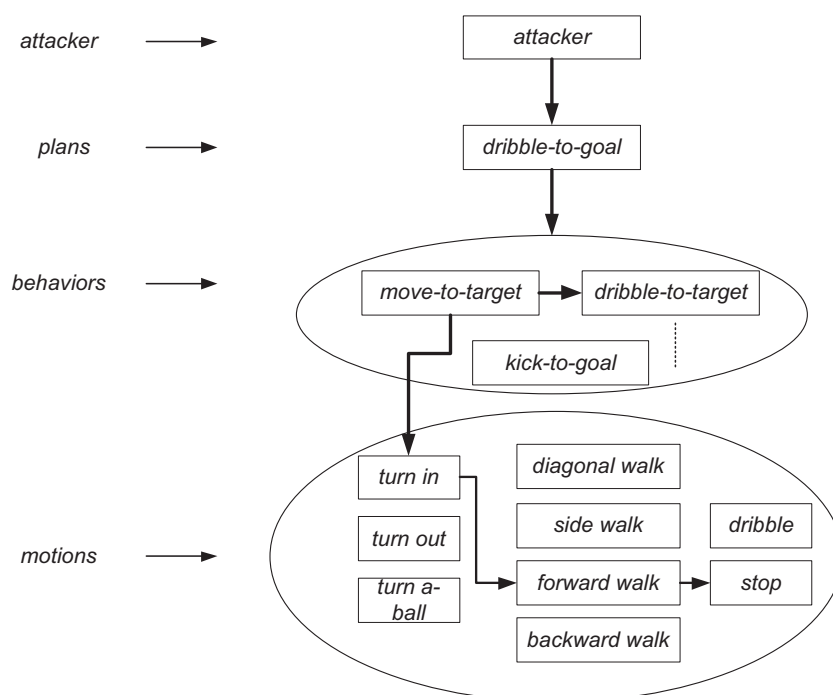 attacker
attacker
plans
dribble-to-goal
behaviors
move-to-target
dribble-to-target
kick-to-goal
motions
turn in
turn out
turn a-
ball
diagonal walk
side walk
forward walk
backward walk
dribble
stop